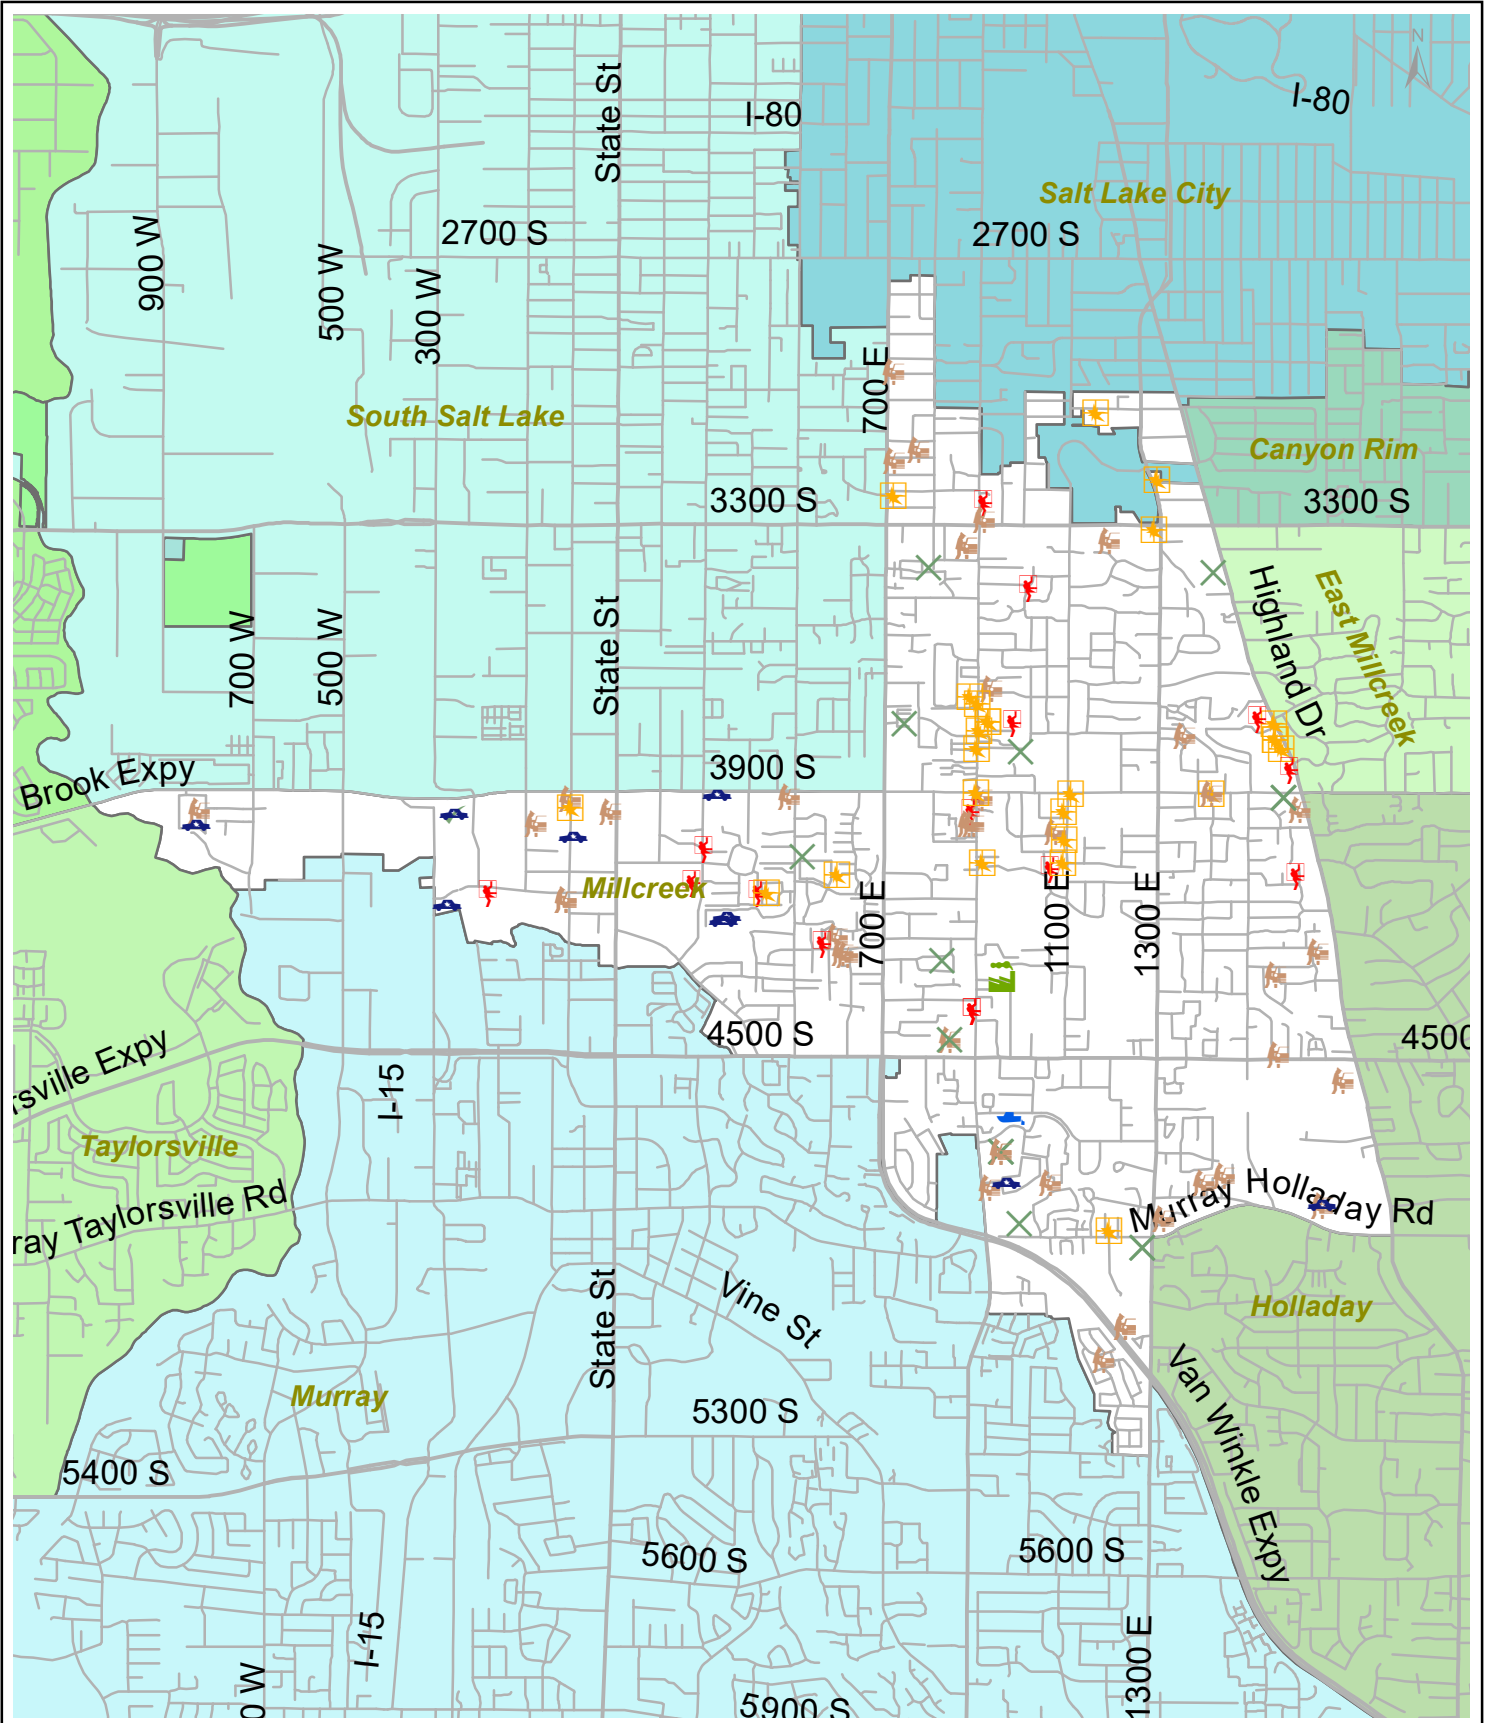 N
I-80
I-80
State St
Salt Lake City
2700 S
2700 S
900 W
500 W
300 W
700 E
South Salt Lake
Canyon Rim
3300 S
3300 S
Highland Dr
East Millcreek
700 W
500 W
State St
3900 S
Brook Expy
Millcreek
700 E
1100 E
1300 E
4500 S
4500
rsville Expy
I-15
Taylorsville
ray Taylorsville Rd
Murray Holladay Rd
Vine St
State St
Holladay
Murray
5300 S
Van Winkle Expy
5400 S
5600 S
5600 S
I-15
0 W
1300 E
5900 S